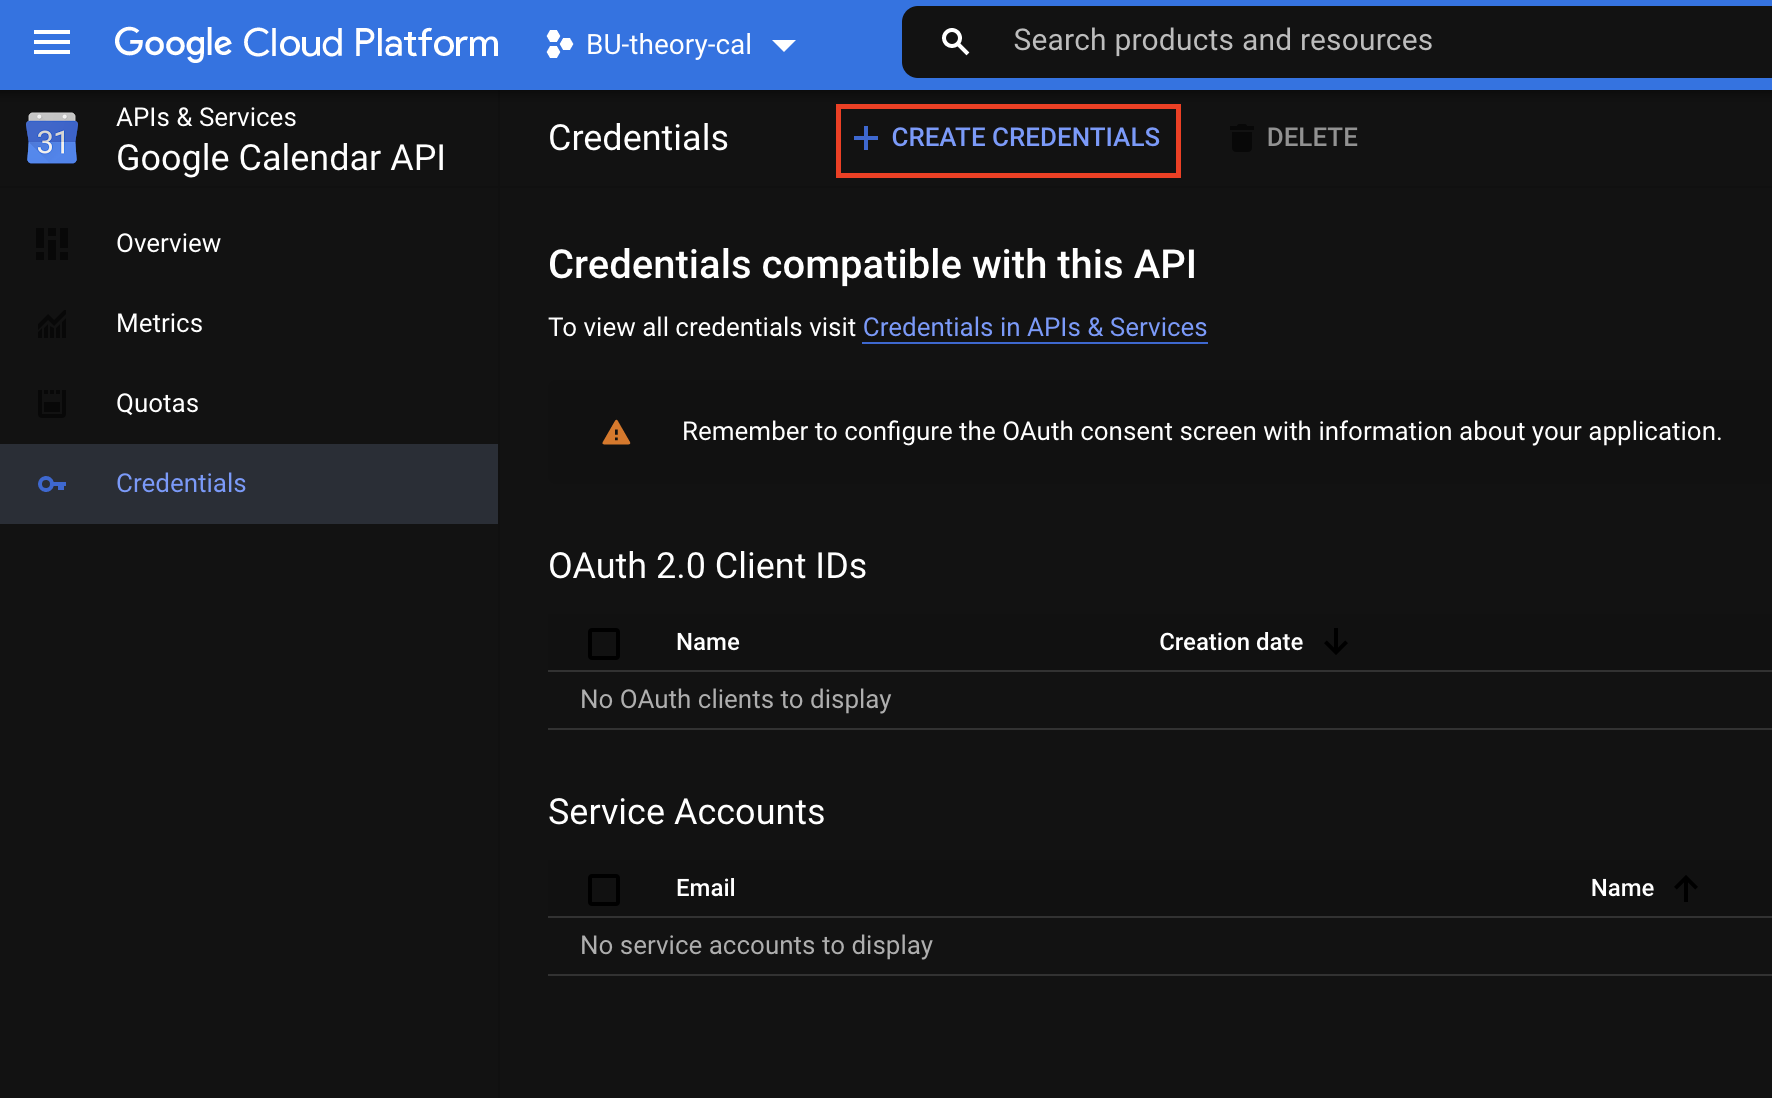 Google Cloud Platform
BU-theory-cal
Search products and resources
31
APIs & Services
Google Calendar API
Overview
Metrics
Quotas
Credentials
Credentials
+ CREATE CREDENTIALS
DELETE
Credentials compatible with this API
To view all credentials visit Credentials in APIs & Services
Remember to configure the OAuth consent screen with information about your application.
OAuth 2.0 Client IDs
Name Creation date
No OAuth clients to display
Service Accounts
Email Name
No service accounts to display